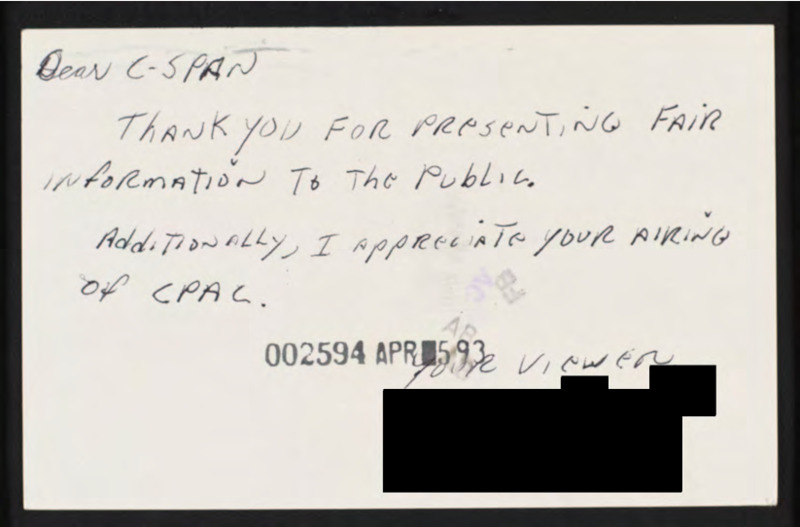 Dear C-SPAN
THANK YOU FOR PRESENTING FAIR
INFORMATION TO THE PUBLIC.
ADDITIONALLY, I APPRECIATE YOUR AIRING
OF CPAC.
002594 APR 5 93
YOUR VIEWER